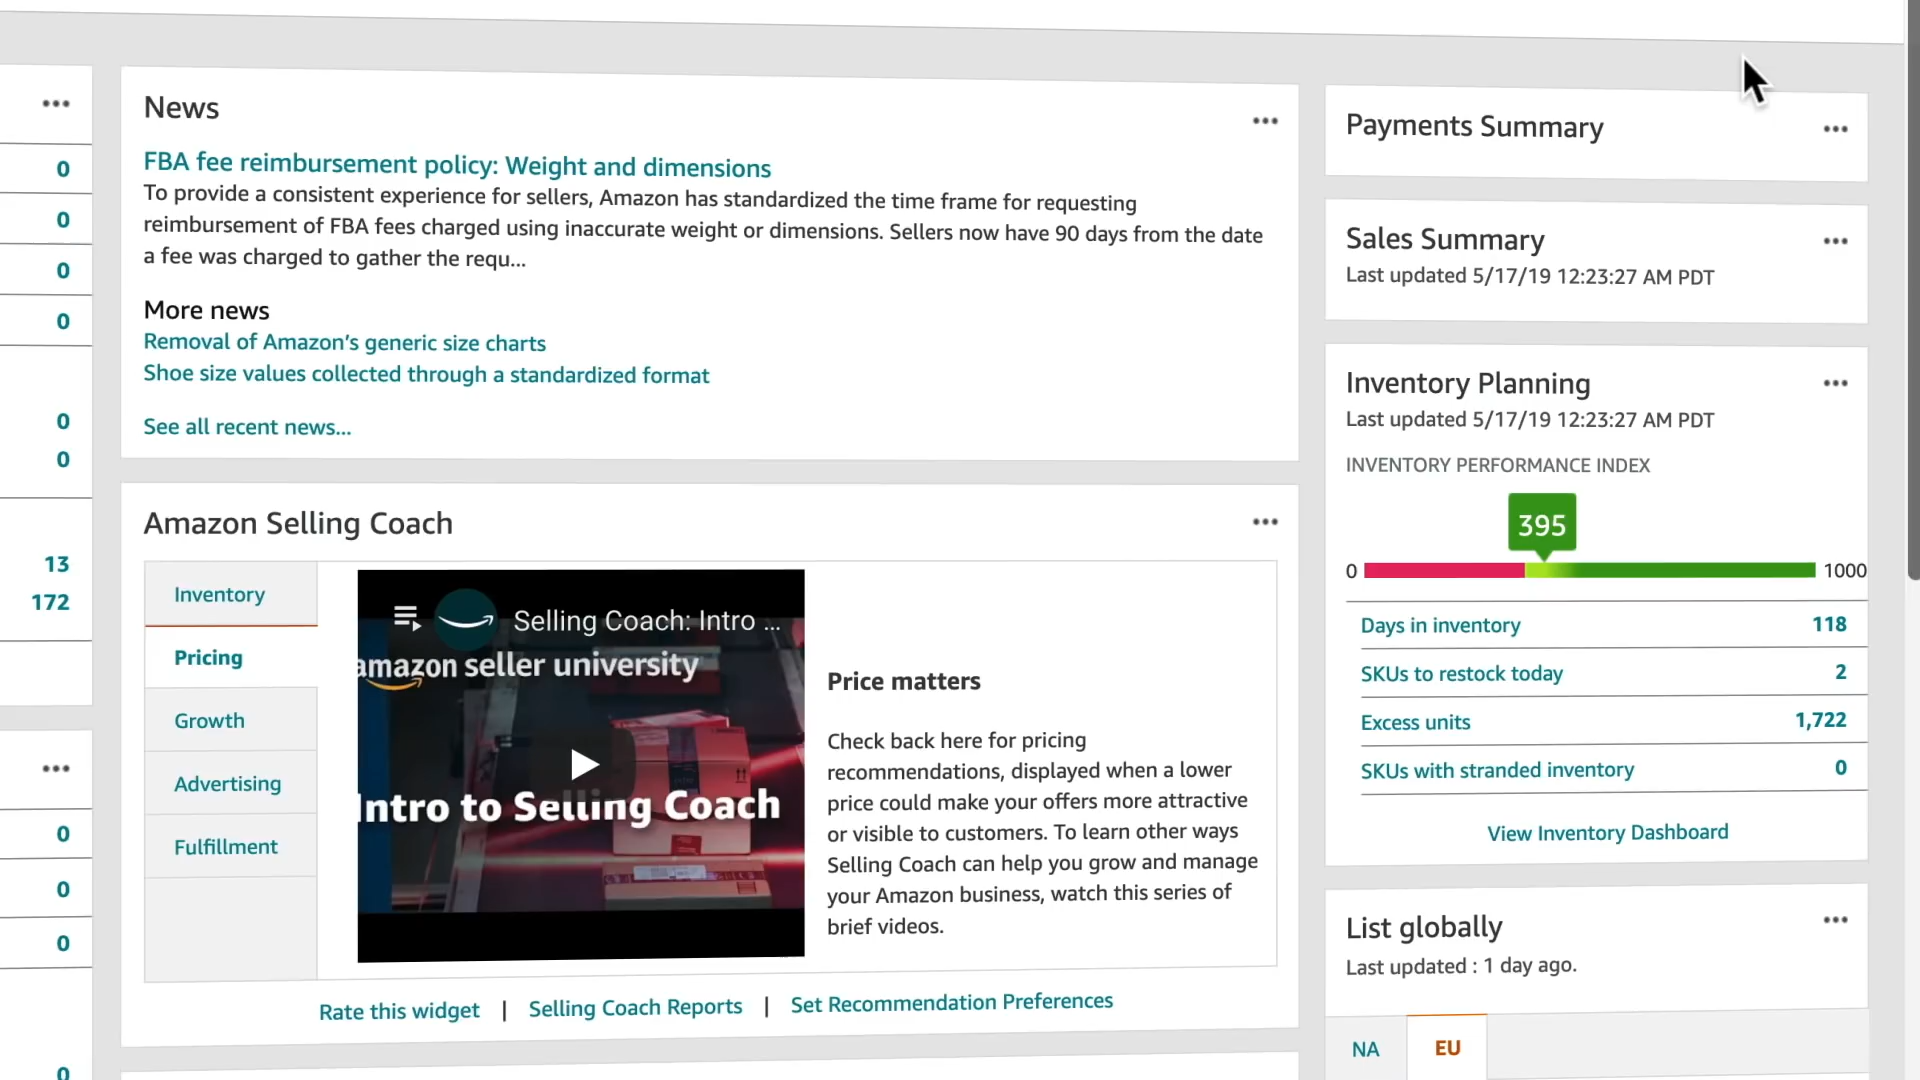 0
0
0
0
0
0
13
172
0
0
0
0
News
FBA fee reimbursement policy: Weight and dimensions
To provide a consistent experience for sellers, Amazon has standardized the time frame for requesting
reimbursement of FBA fees charged using inaccurate weight or dimensions. Sellers now have 90 days from the date
a fee was charged to gather the requ...
More news
Removal of Amazon’s generic size charts
Shoe size values collected through a standardized format
See all recent news...
Amazon Selling Coach
Inventory
Pricing
Growth
Advertising
Fulfillment
Selling Coach: Intro ...
amazon seller university
Intro to Selling Coach
Price matters
Check back here for pricing
recommendations, displayed when a lower
price could make your offers more attractive
or visible to customers. To learn other ways
Selling Coach can help you grow and manage
your Amazon business, watch this series of
brief videos.
Rate this widget | Selling Coach Reports | Set Recommendation Preferences
Payments Summary
Sales Summary
Last updated 5/17/19 12:23:27 AM PDT
Inventory Planning
Last updated 5/17/19 12:23:27 AM PDT
INVENTORY PERFORMANCE INDEX
395
0 1000
Days in inventory 118
SKUs to restock today 2
Excess units 1,722
SKUs with stranded inventory 0
View Inventory Dashboard
List globally
Last updated : 1 day ago.
NA EU